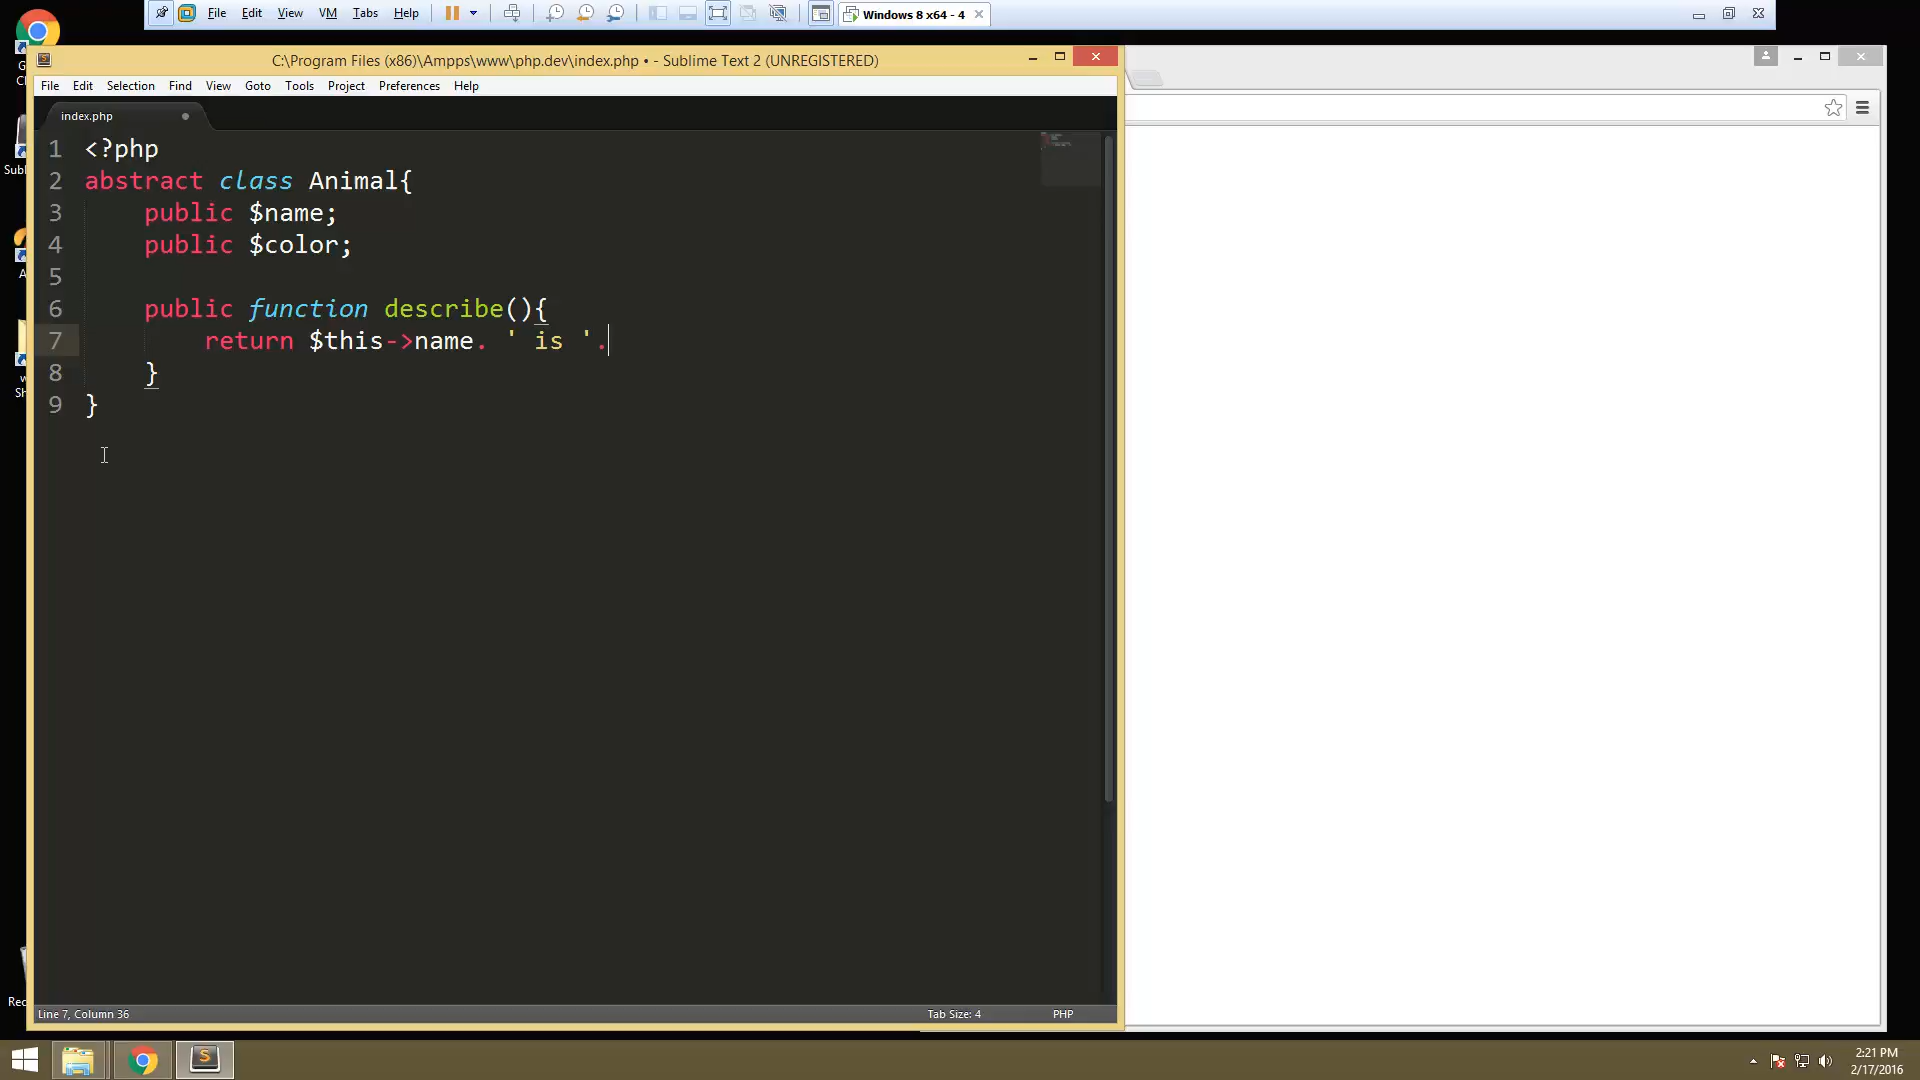 File Edit View VM Tabs Help
Windows 8 x64 - 4
C:\Program Files (x86)\Ampps\www\php.dev\index.php • - Sublime Text 2 (UNREGISTERED)
File Edit Selection Find View Goto Tools Project Preferences Help
index.php
1 <?php
2 abstract class Animal{
3 public $name;
4 public $color;
5
6 public function describe(){
7 return $this->name. ' is '.
8 }
9 }
Line 7, Column 36
Tab Size: 4
PHP
2:21 PM
2/17/2016